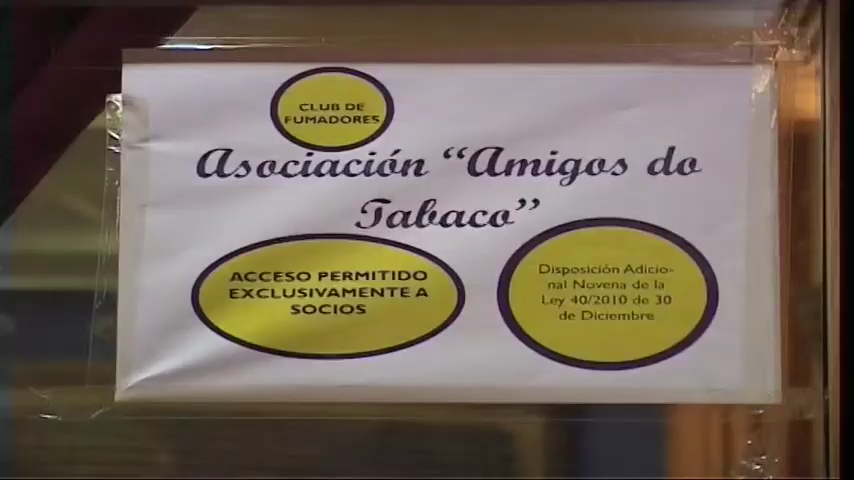 CLUB DE
FUMADORES
Asociación “Amigos do
Tabaco”
ACCESO PERMITIDO
EXCLUSIVAMENTE A
SOCIOS
Disposición Adicio-
nal Novena de la
Ley 40/2010 de 30
de Diciembre